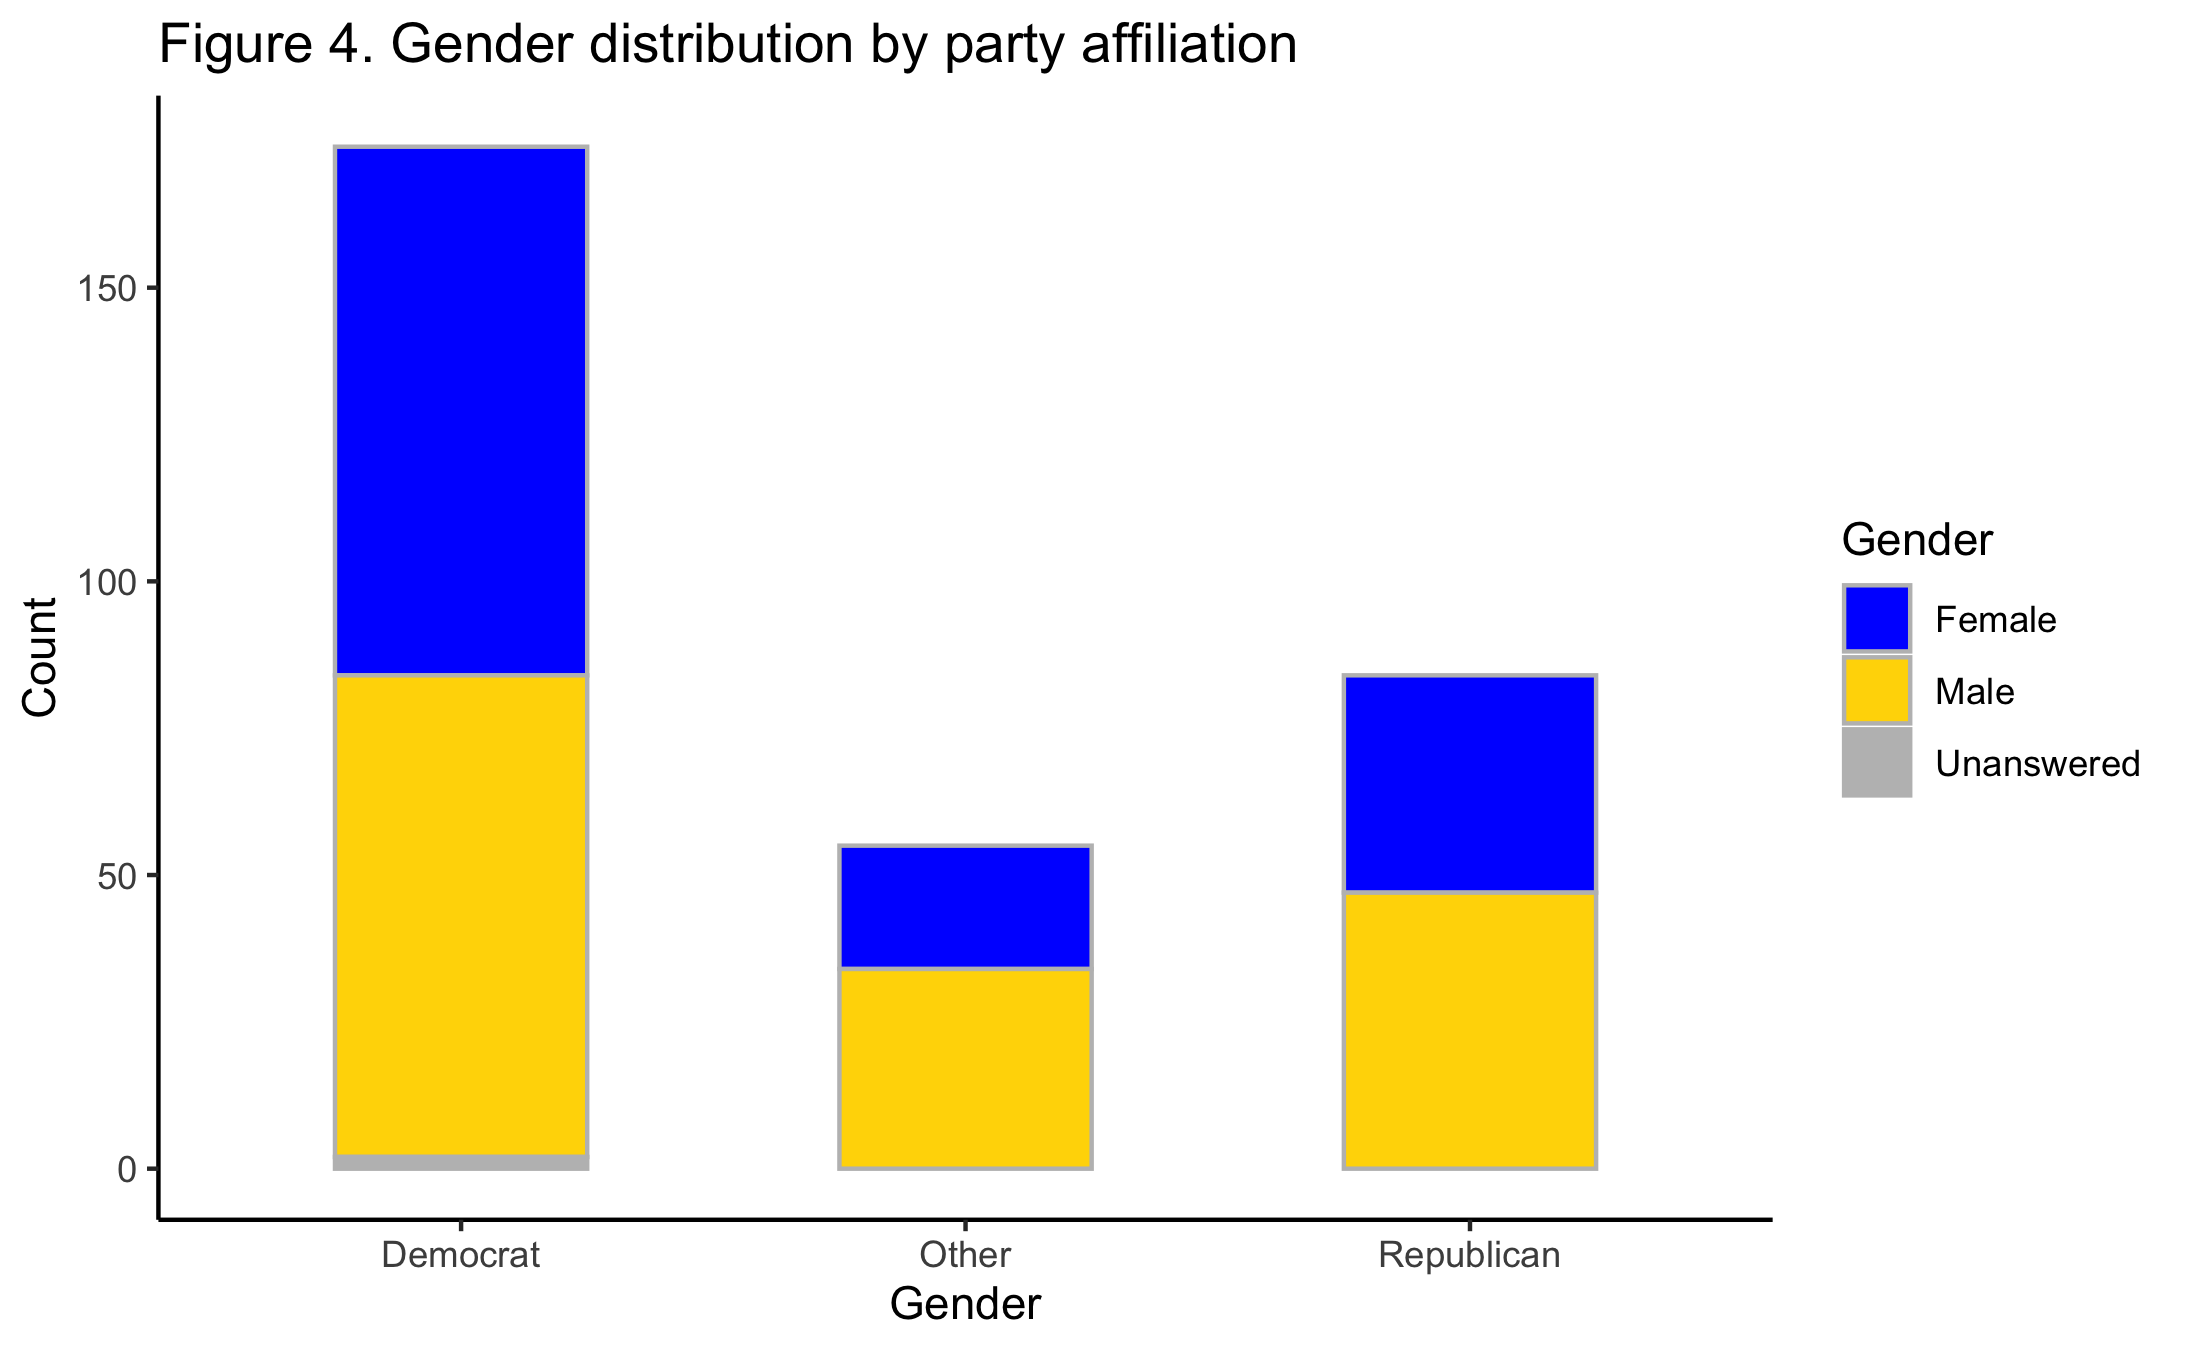 Figure 4. Gender distribution by party affiliation
Count
150
100
50
0
Democrat
Other
Republican
Gender
Gender
Female
Male
Unanswered